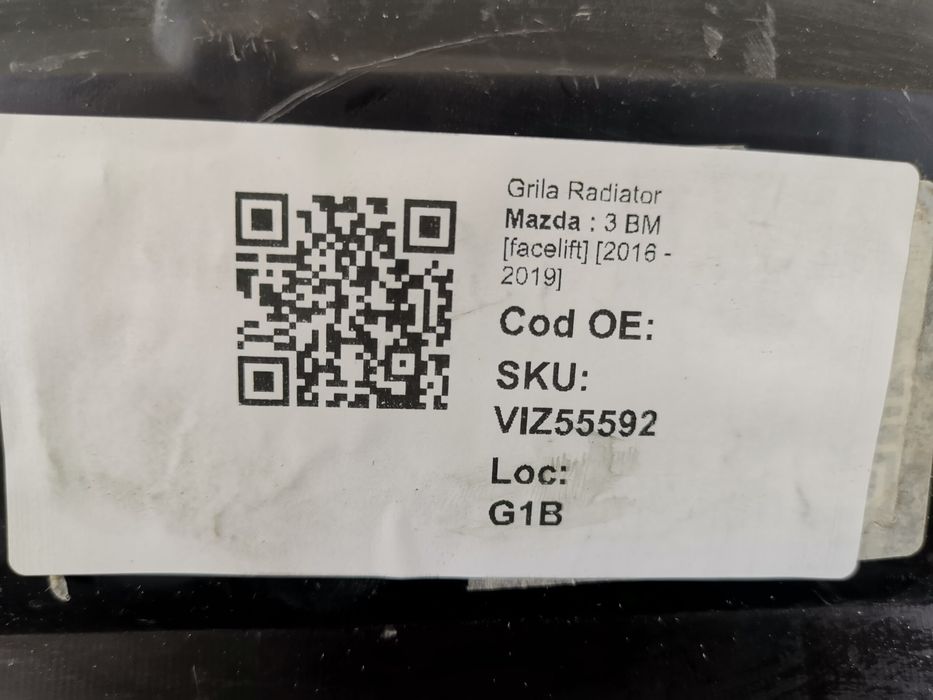 Grila Radiator
Mazda : 3 BM
[facelift] [2016 -
2019]
Cod OE:
SKU:
VIZ55592
Loc:
G1B